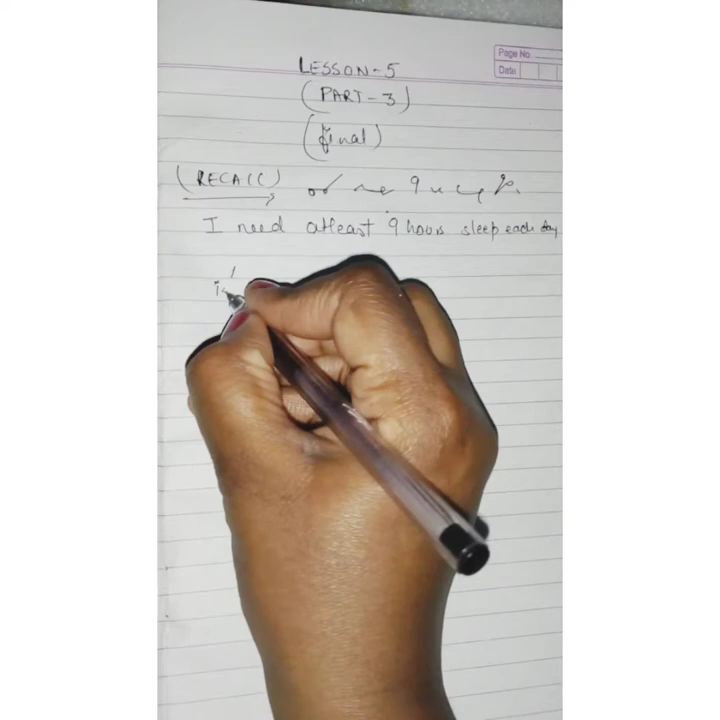 Page No.
Date
LESSON-5
(PART-3)
(final)
(RECALL)
I need atleast 9 hours sleep each day